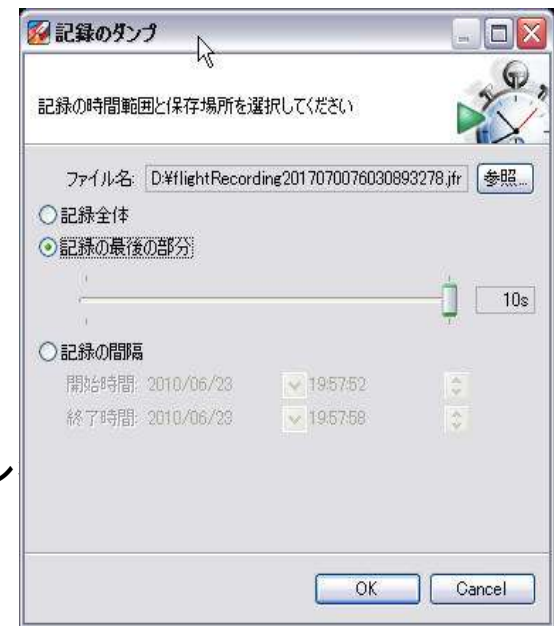 記録のダンプ
記録の時間範囲と保存場所を選択してください
ファイル名: D:¥flightRecording2017070076030893278.jfr 参照...
記録全体
記録の最後の部分
10s
記録の間隔
開始時間: 2010/06/23 19:57:52
終了時間: 2010/06/23 19:57:58
OK Cancel